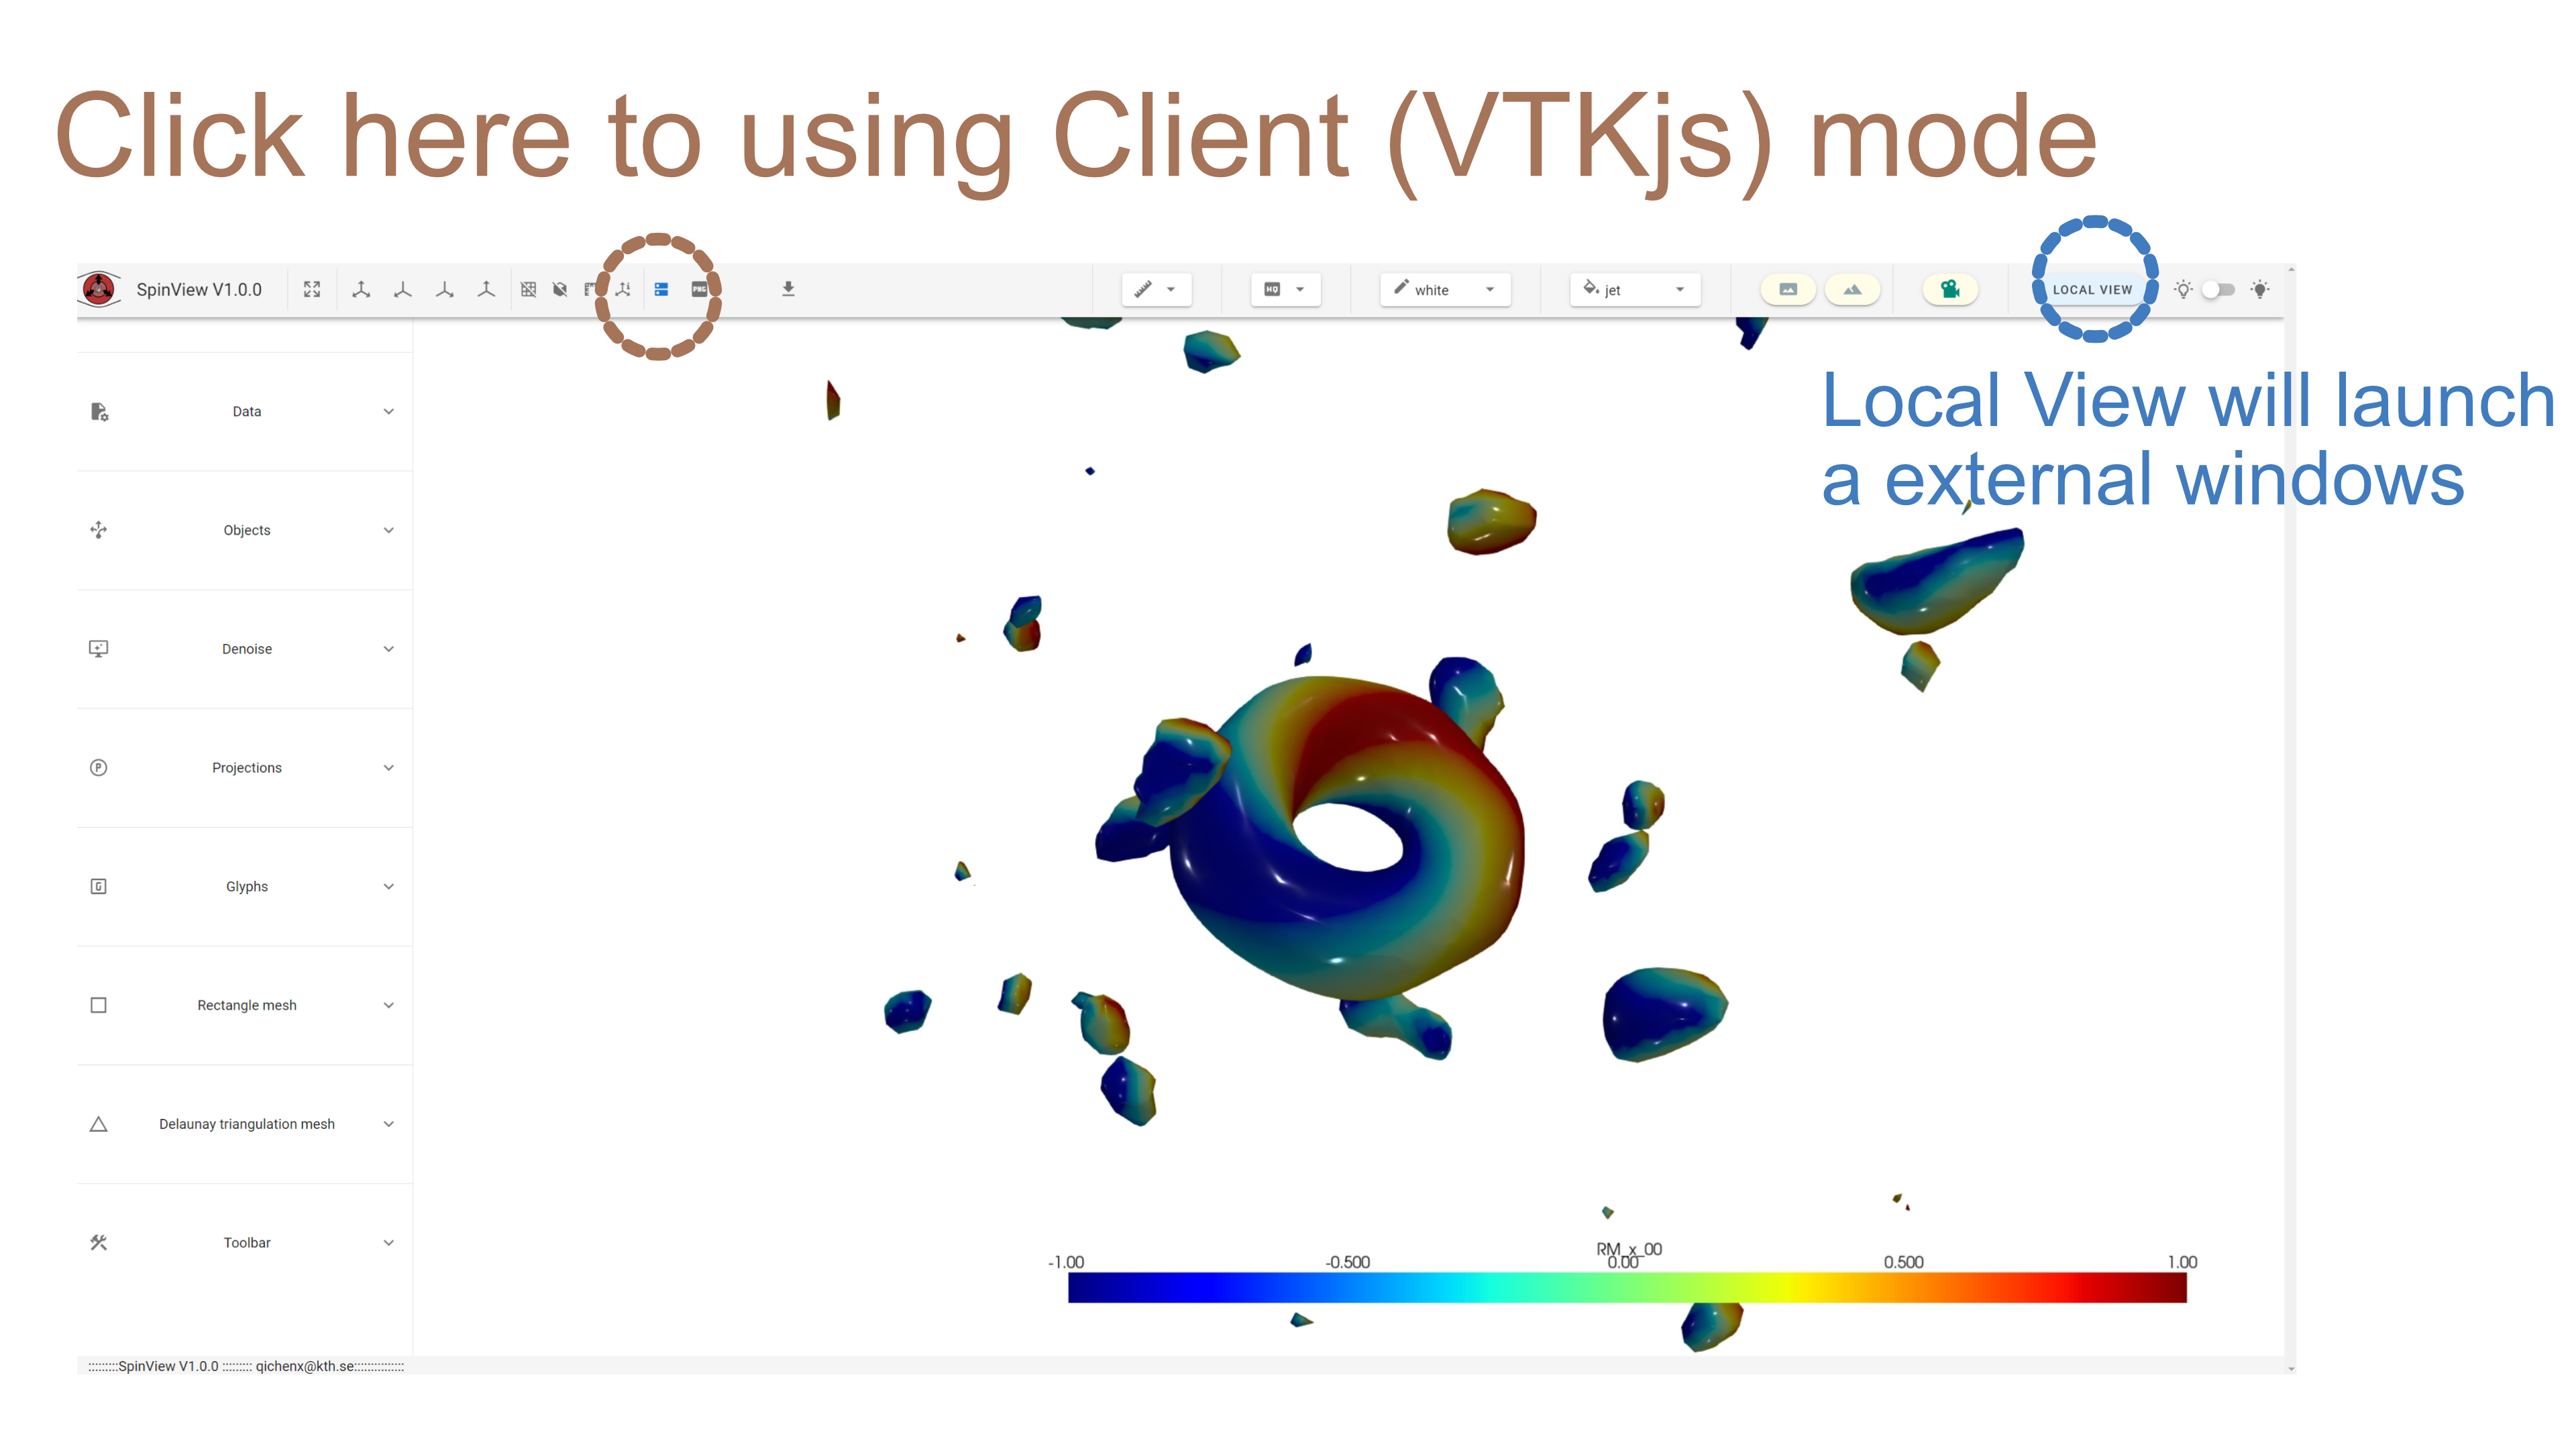 Click here to using Client (VTKjs) mode
SpinView V1.0.0
PNG
HQ
white
jet
LOCAL VIEW
Local View will launch
a external windows
Data
Objects
Denoise
Projections
P
Glyphs
G
Rectangle mesh
Delaunay triangulation mesh
Toolbar
RM_x_00
-1.00 -0.500 0.00 0.500 1.00
:::::::::SpinView V1.0.0 ::::::::: qichenx@kth.se::::::::::::::